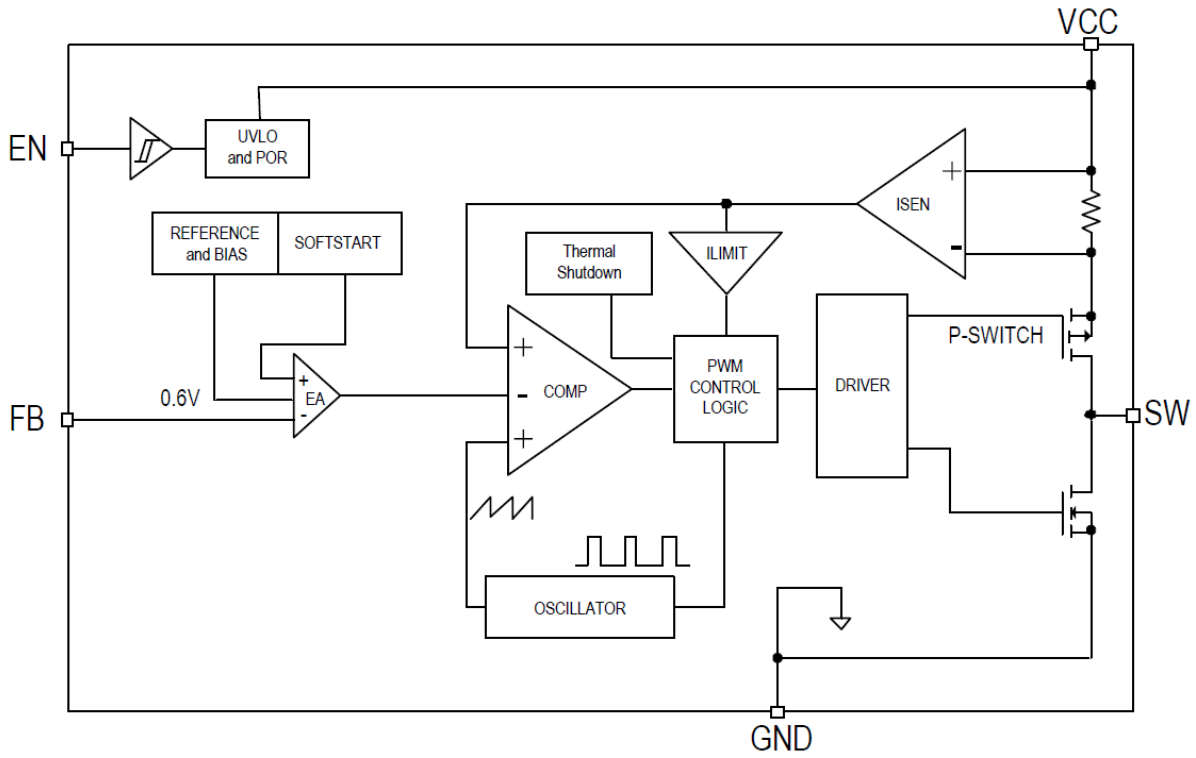 VCC
EN
UVLO
and POR
+
ISEN
-
REFERENCE
and BIAS
SOFTSTART
Thermal
Shutdown
ILIMIT
P-SWITCH
+
COMP
-
+
PWM
CONTROL
LOGIC
DRIVER
0.6V
+
EA
-
FB
SW
OSCILLATOR
GND